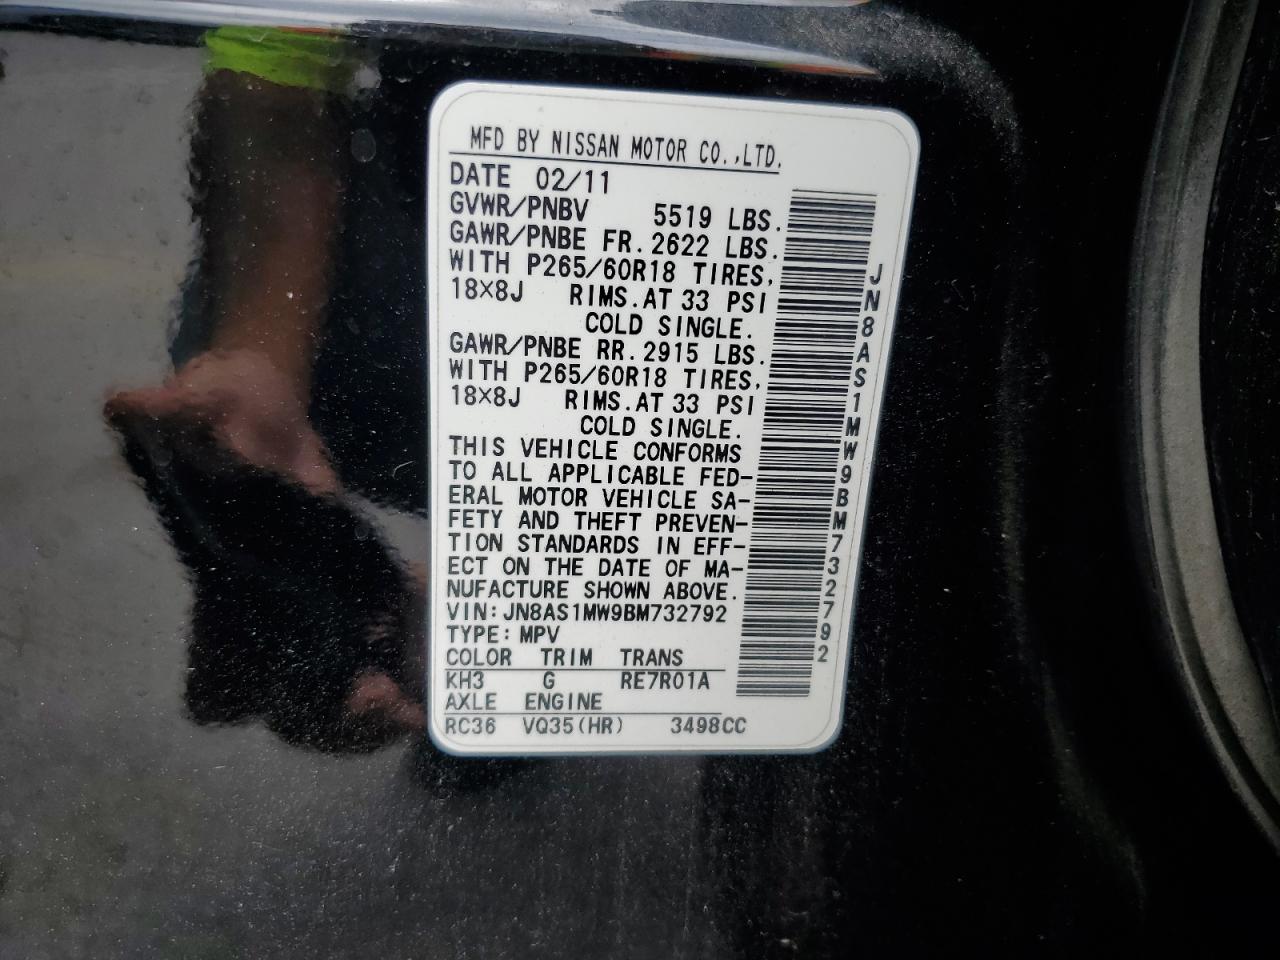 MFD BY NISSAN MOTOR CO.,LTD.
DATE 02/11
GVWR/PNBV 5519 LBS.
GAWR/PNBE FR. 2622 LBS.
WITH P265/60R18 TIRES,
18X8J RIMS. AT 33 PSI
COLD SINGLE.
GAWR/PNBE RR. 2915 LBS.
WITH P265/60R18 TIRES,
18X8J RIMS. AT 33 PSI
COLD SINGLE.
THIS VEHICLE CONFORMS
TO ALL APPLICABLE FED-
ERAL MOTOR VEHICLE SA-
FETY AND THEFT PREVEN-
TION STANDARDS IN EFF-
ECT ON THE DATE OF MA-
NUFACTURE SHOWN ABOVE.
VIN: JN8AS1MW9BM732792
TYPE: MPV
COLOR TRIM TRANS
KH3 G RE7R01A
AXLE ENGINE
RC36 VQ35(HR) 3498CC
JN8AS1MW9BM732792